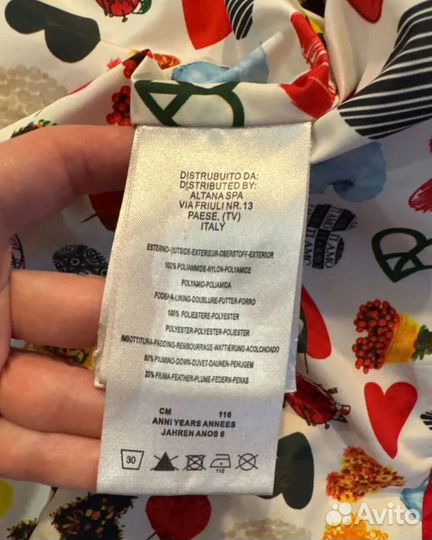 DISTRUBUITO DA:
DISTRIBUTED BY:
ALTANA SPA
VIA FRIULI NR. 13
PAESE, (TV)
ITALY
ESTERNO-OUTSIDE-EXTERIEUR-OBERSTOFF-EXTERIOR
100% POLIAMMIDE-NYLON-POLYAMIDE
POLYAMID-POLIAMIDA
FODERA-LINING-DOUBLURE-FUTTER-FORRO
100% POLIESTERE-POLYESTER
POLYESTER-POLYESTER-POLIESTER
IMBOTTITURA-PADDING-REMBOURRAGE-WATTIERUNG-ACOLCHOADO
80% PIUMINO-DOWN-DUVET-DAUNEN-PENUGEM
20% PIUMA-FEATHER-PLUME-FEDERN-PENAS
CM 116
ANNI YEARS ANNEES
JAHREN ANOS 6
30
110
Avito